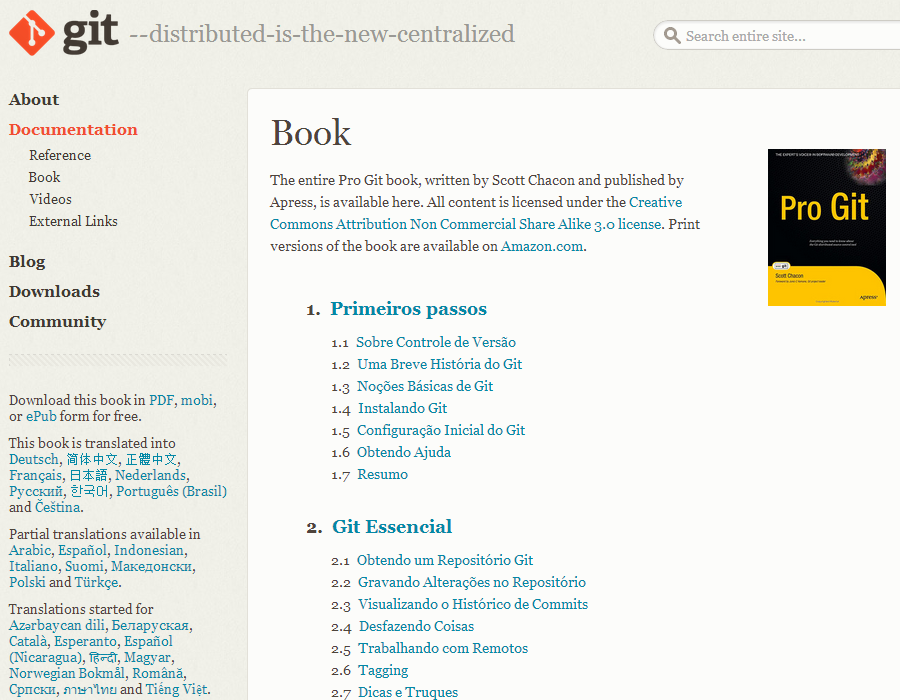 git --distributed-is-the-new-centralized
Search entire site...
About
Documentation
Reference
Book
Videos
External Links
Blog
Downloads
Community
Download this book in PDF, mobi,
or ePub form for free.
This book is translated into
Deutsch, 简体中文, 正體中文,
Français, 日本語, Nederlands,
Русский, 한국어, Português (Brasil)
and Čeština.
Partial translations available in
Arabic, Español, Indonesian,
Italiano, Suomi, Македонски,
Polski and Türkçe.
Translations started for
Azərbaycan dili, Беларуская,
Català, Esperanto, Español
(Nicaragua), हिन्दी, Magyar,
Norwegian Bokmål, Română,
Српски, ภาษาไทย and Tiếng Việt.
Book
The entire Pro Git book, written by Scott Chacon and published by
Apress, is available here. All content is licensed under the Creative
Commons Attribution Non Commercial Share Alike 3.0 license. Print
versions of the book are available on Amazon.com.
THE EXPERT'S VOICE® IN SOFTWARE DEVELOPMENT
Pro Git
Scott Chacon
Apress
1. Primeiros passos
1.1 Sobre Controle de Versão
1.2 Uma Breve História do Git
1.3 Noções Básicas de Git
1.4 Instalando Git
1.5 Configuração Inicial do Git
1.6 Obtendo Ajuda
1.7 Resumo
2. Git Essencial
2.1 Obtendo um Repositório Git
2.2 Gravando Alterações no Repositório
2.3 Visualizando o Histórico de Commits
2.4 Desfazendo Coisas
2.5 Trabalhando com Remotos
2.6 Tagging
2.7 Dicas e Truques